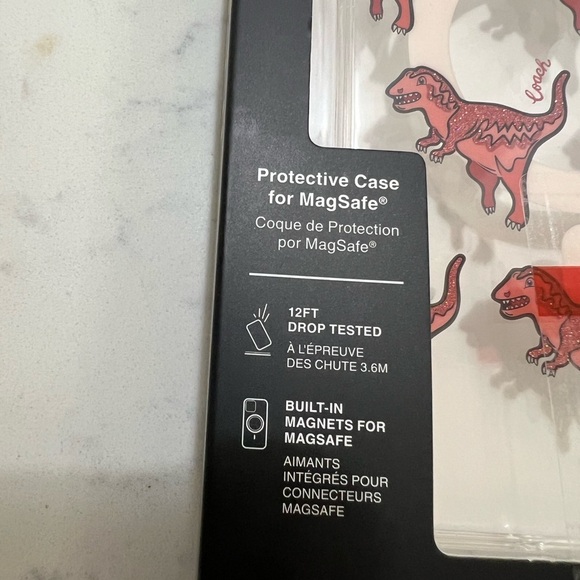 Coach
Protective Case
for MagSafe®
Coque de Protection
por MagSafe®
12FT
DROP TESTED
À L'ÉPREUVE
DES CHUTE 3.6M
BUILT-IN
MAGNETS FOR
MAGSAFE
AIMANTS
INTÉGRÉS POUR
CONNECTEURS
MAGSAFE